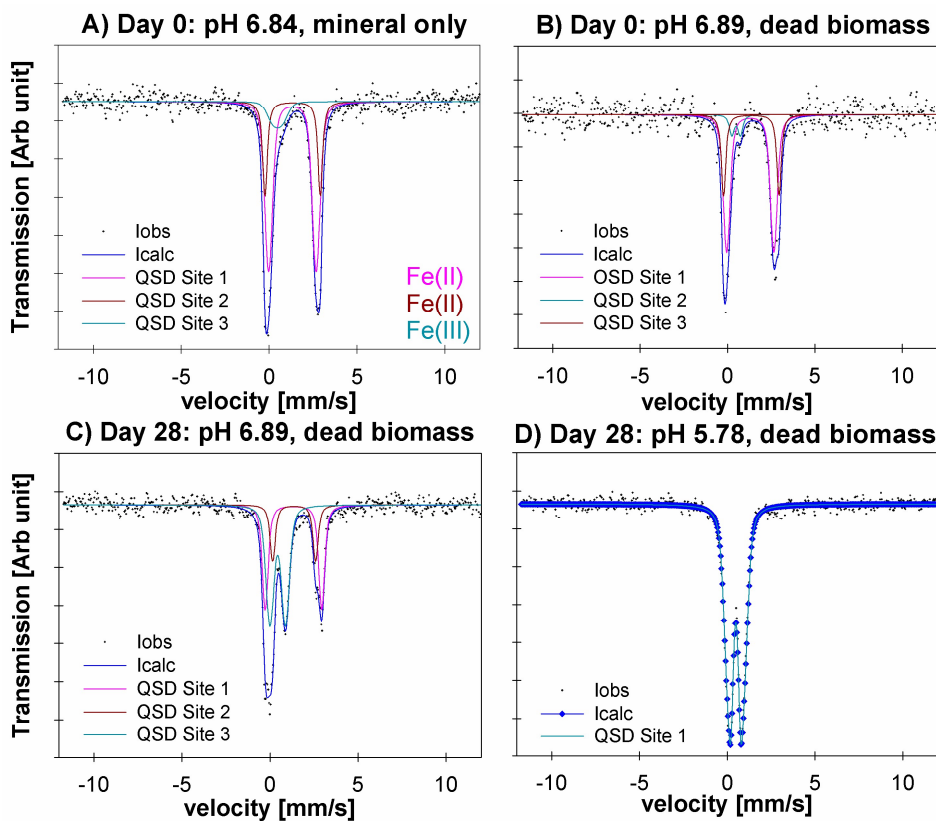 A) Day 0: pH 6.84, mineral only
Transmission [Arb unit]
Iobs
Icalc
QSD Site 1
QSD Site 2
QSD Site 3
Fe(II)
Fe(II)
Fe(III)
-10 -5 0 5 10
velocity [mm/s]
B) Day 0: pH 6.89, dead biomass
Iobs
Icalc
OSD Site 1
QSD Site 2
QSD Site 3
-10 -5 0 5 10
velocity [mm/s]
C) Day 28: pH 6.89, dead biomass
Transmission [Arb unit]
Iobs
Icalc
QSD Site 1
QSD Site 2
QSD Site 3
-10 -5 0 5 10
velocity [mm/s]
D) Day 28: pH 5.78, dead biomass
Iobs
Icalc
QSD Site 1
-10 -5 0 5 10
velocity [mm/s]